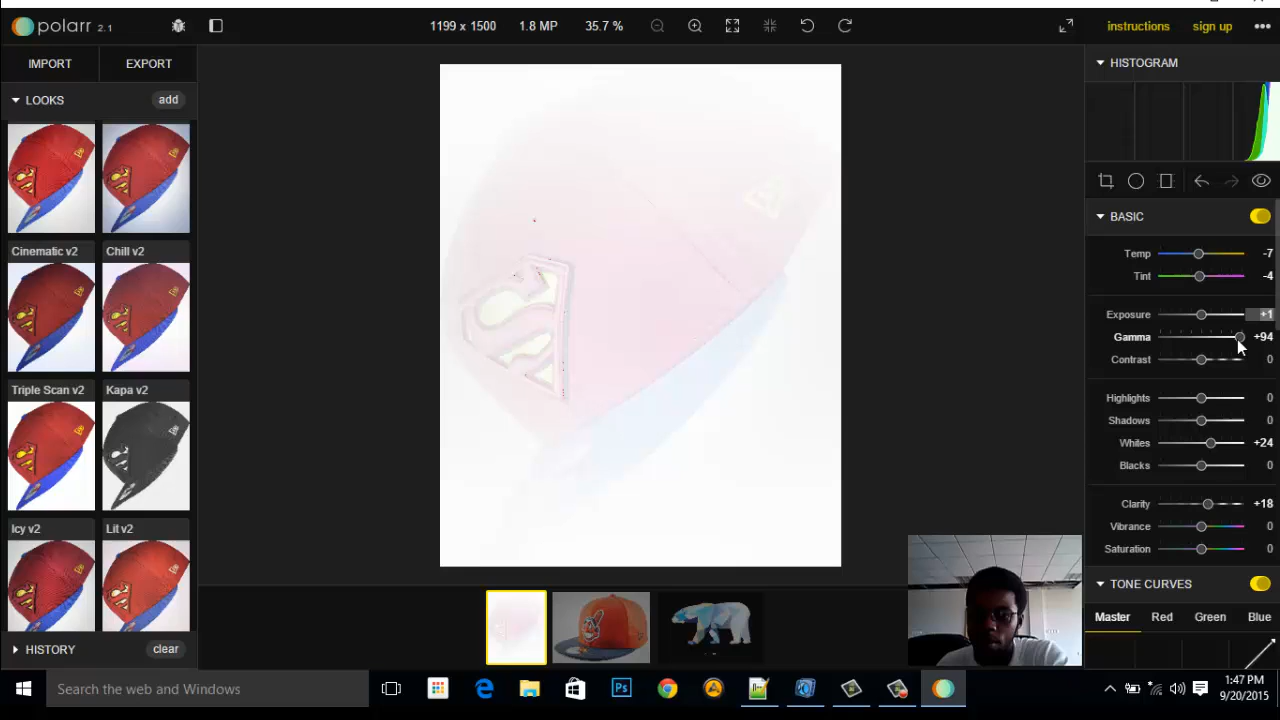 polarr 2.1
1199 x 1500 1.8 MP 35.7 %
instructions sign up
IMPORT EXPORT
LOOKS add
Cinematic v2 Chill v2
Triple Scan v2 Kapa v2
Icy v2 Lit v2
HISTORY clear
HISTOGRAM
BASIC
Temp -7
Tint -4
Exposure +1
Gamma +94
Contrast 0
Highlights 0
Shadows 0
Whites +24
Blacks 0
Clarity +18
Vibrance 0
Saturation 0
TONE CURVES
Master Red Green Blue
Search the web and Windows
Ps
1:47 PM
9/20/2015